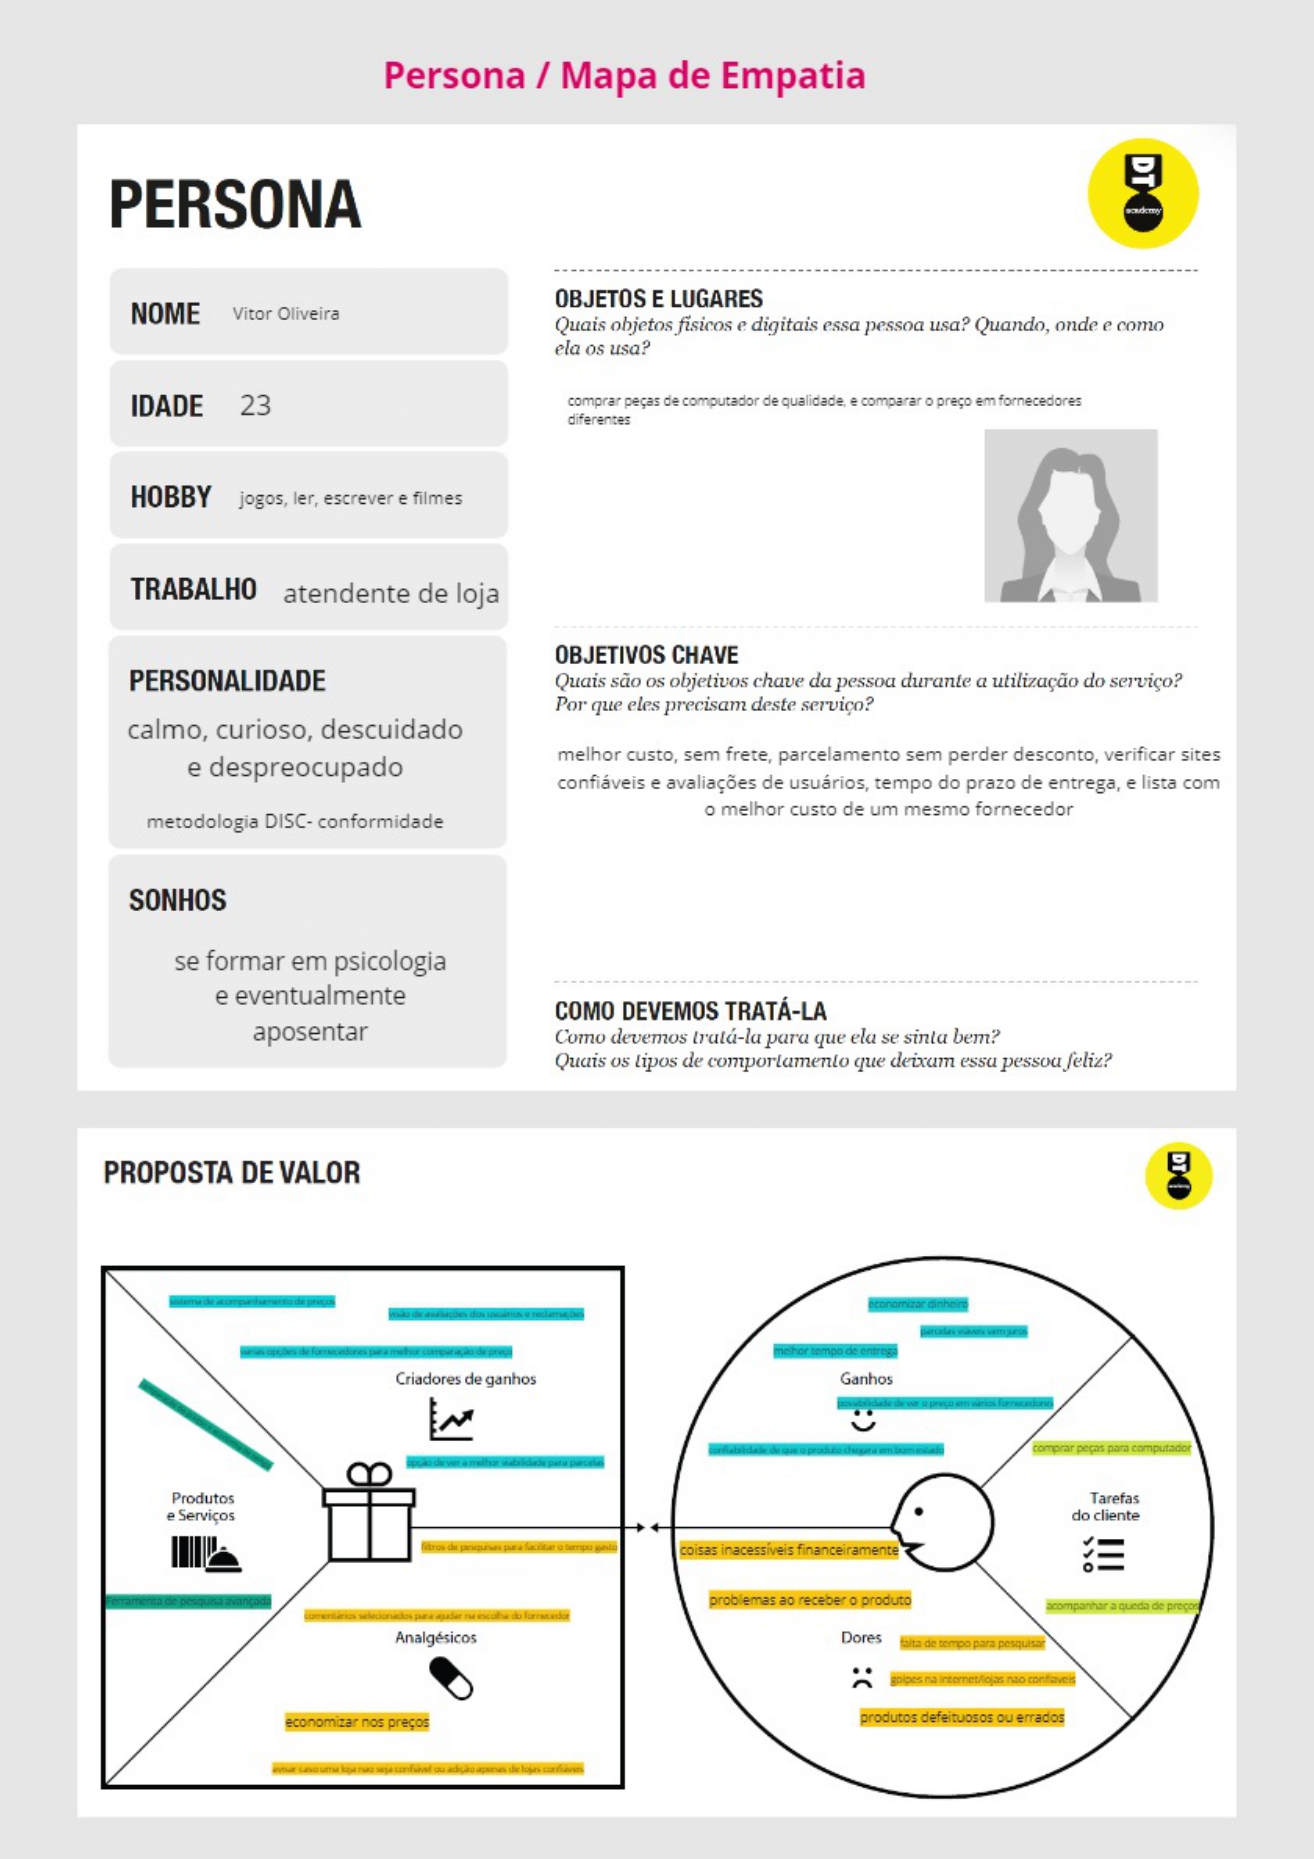 Persona / Mapa de Empatia
PERSONA
DT
academy
NOME Vitor Oliveira
IDADE 23
HOBBY jogos, ler, escrever e filmes
TRABALHO atendente de loja
PERSONALIDADE
calmo, curioso, descuidado
e despreocupado
metodologia DISC- conformidade
SONHOS
se formar em psicologia
e eventualmente
aposentar
OBJETOS E LUGARES
Quais objetos físicos e digitais essa pessoa usa? Quando, onde e como
ela os usa?
comprar peças de computador de qualidade, e comparar o preço em fornecedores
diferentes
OBJETIVOS CHAVE
Quais são os objetivos chave da pessoa durante a utilização do serviço?
Por que eles precisam deste serviço?
melhor custo, sem frete, parcelamento sem perder desconto, verificar sites
confiáveis e avaliações de usuários, tempo do prazo de entrega, e lista com
o melhor custo de um mesmo fornecedor
COMO DEVEMOS TRATÁ-LA
Como devemos tratá-la para que ela se sinta bem?
Quais os tipos de comportamento que deixam essa pessoa feliz?
PROPOSTA DE VALOR
DT
academy
sistema de acompanhamento de preços
visão de avaliações dos usuarios e reclamações
varias opções de fornecedores para melhor comparação de preço
Criadores de ganhos
opção de ver a melhor viabilidade para parcelas
Produtos
e Serviços
Ferramenta de pesquisa avançada
filtros de pesquisas para facilitar o tempo gasto
comentários selecionados para ajudar na escolha do fornecedor
Analgésicos
economizar nos preços
avisar caso uma loja nao seja confiável ou adição apenas de lojas confiáveis
economizar dinheiro
parcelas viáveis sem juros
melhor tempo de entrega
Ganhos
possibilidade de ver o preço em vários fornecedores
confiabilidade de que o produto chegara em bom estado
comprar peças para computador
Tarefas
do cliente
acompanhar a queda de preços
coisas inacessíveis financeiramente
problemas ao receber o produto
Dores
falta de tempo para pesquisar
golpes na internet/lojas nao confiaveis
produtos defeituosos ou errados